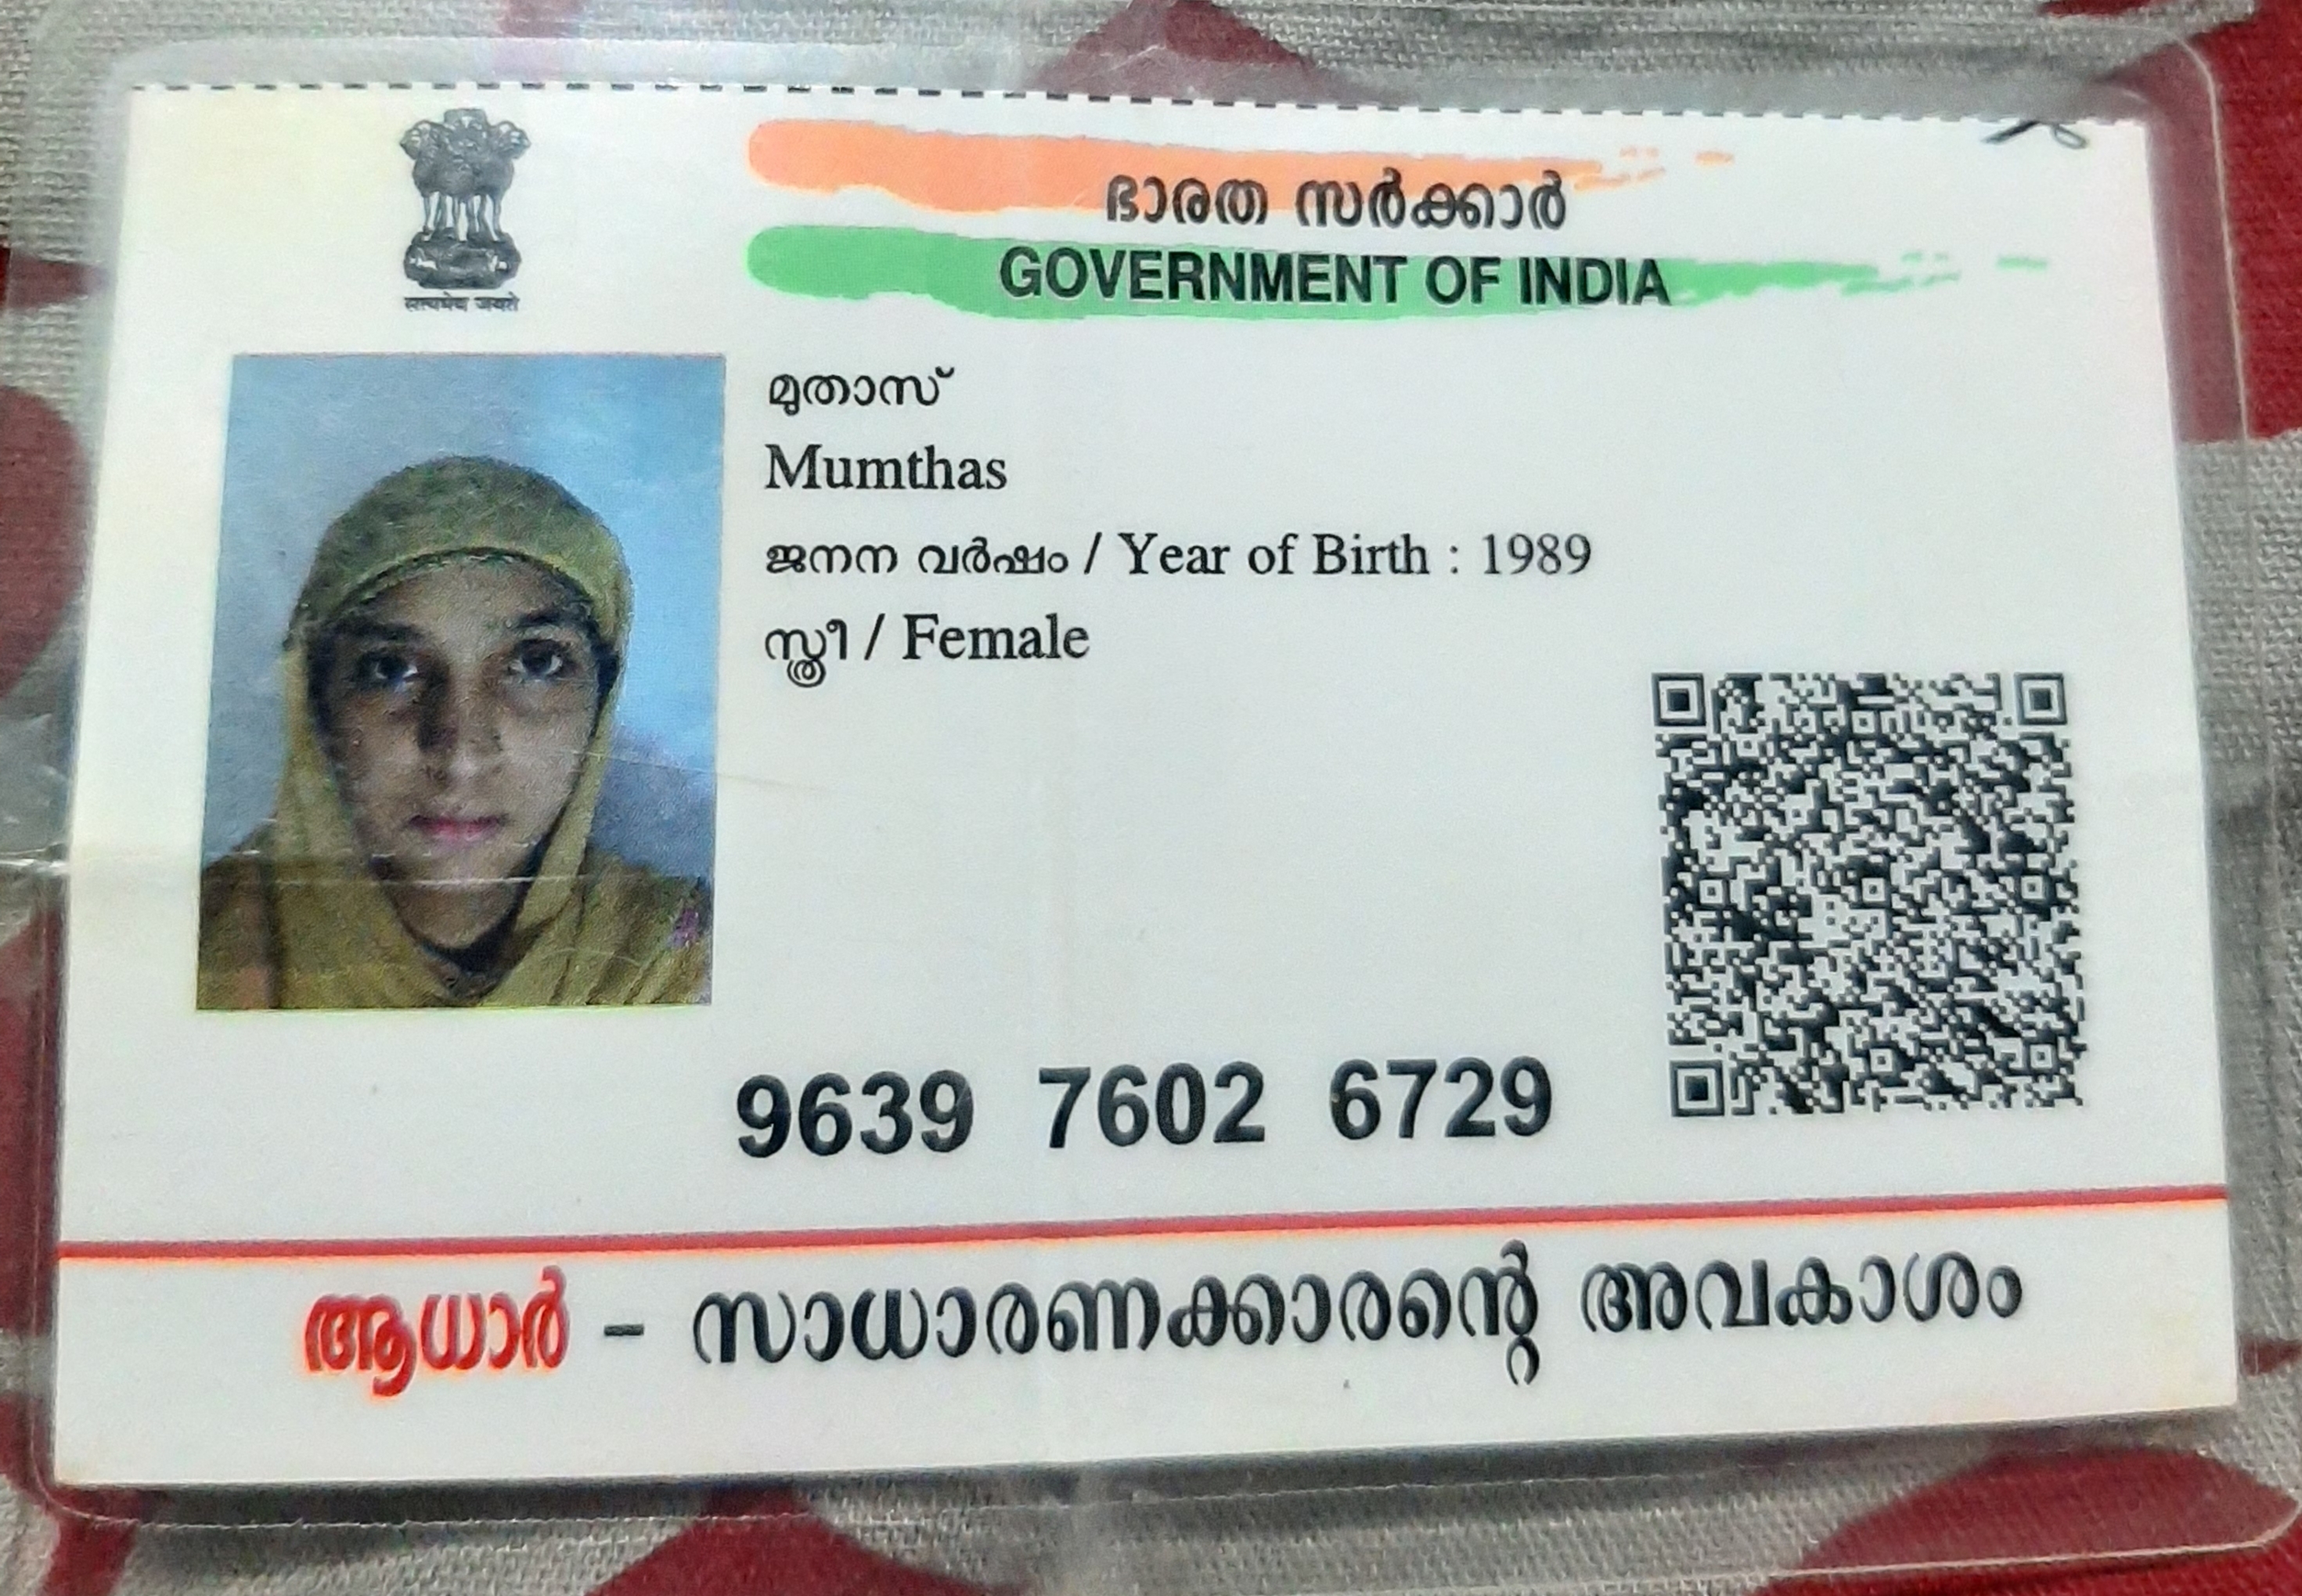 सत्यमेव जयते
ഭാരത സർക്കാർ
GOVERNMENT OF INDIA
മുതാസ്
Mumthas
ജനന വർഷം / Year of Birth : 1989
സ്ത്രീ / Female
9639 7602 6729
ആധാർ – സാധാരണക്കാരന്റെ അവകാശം